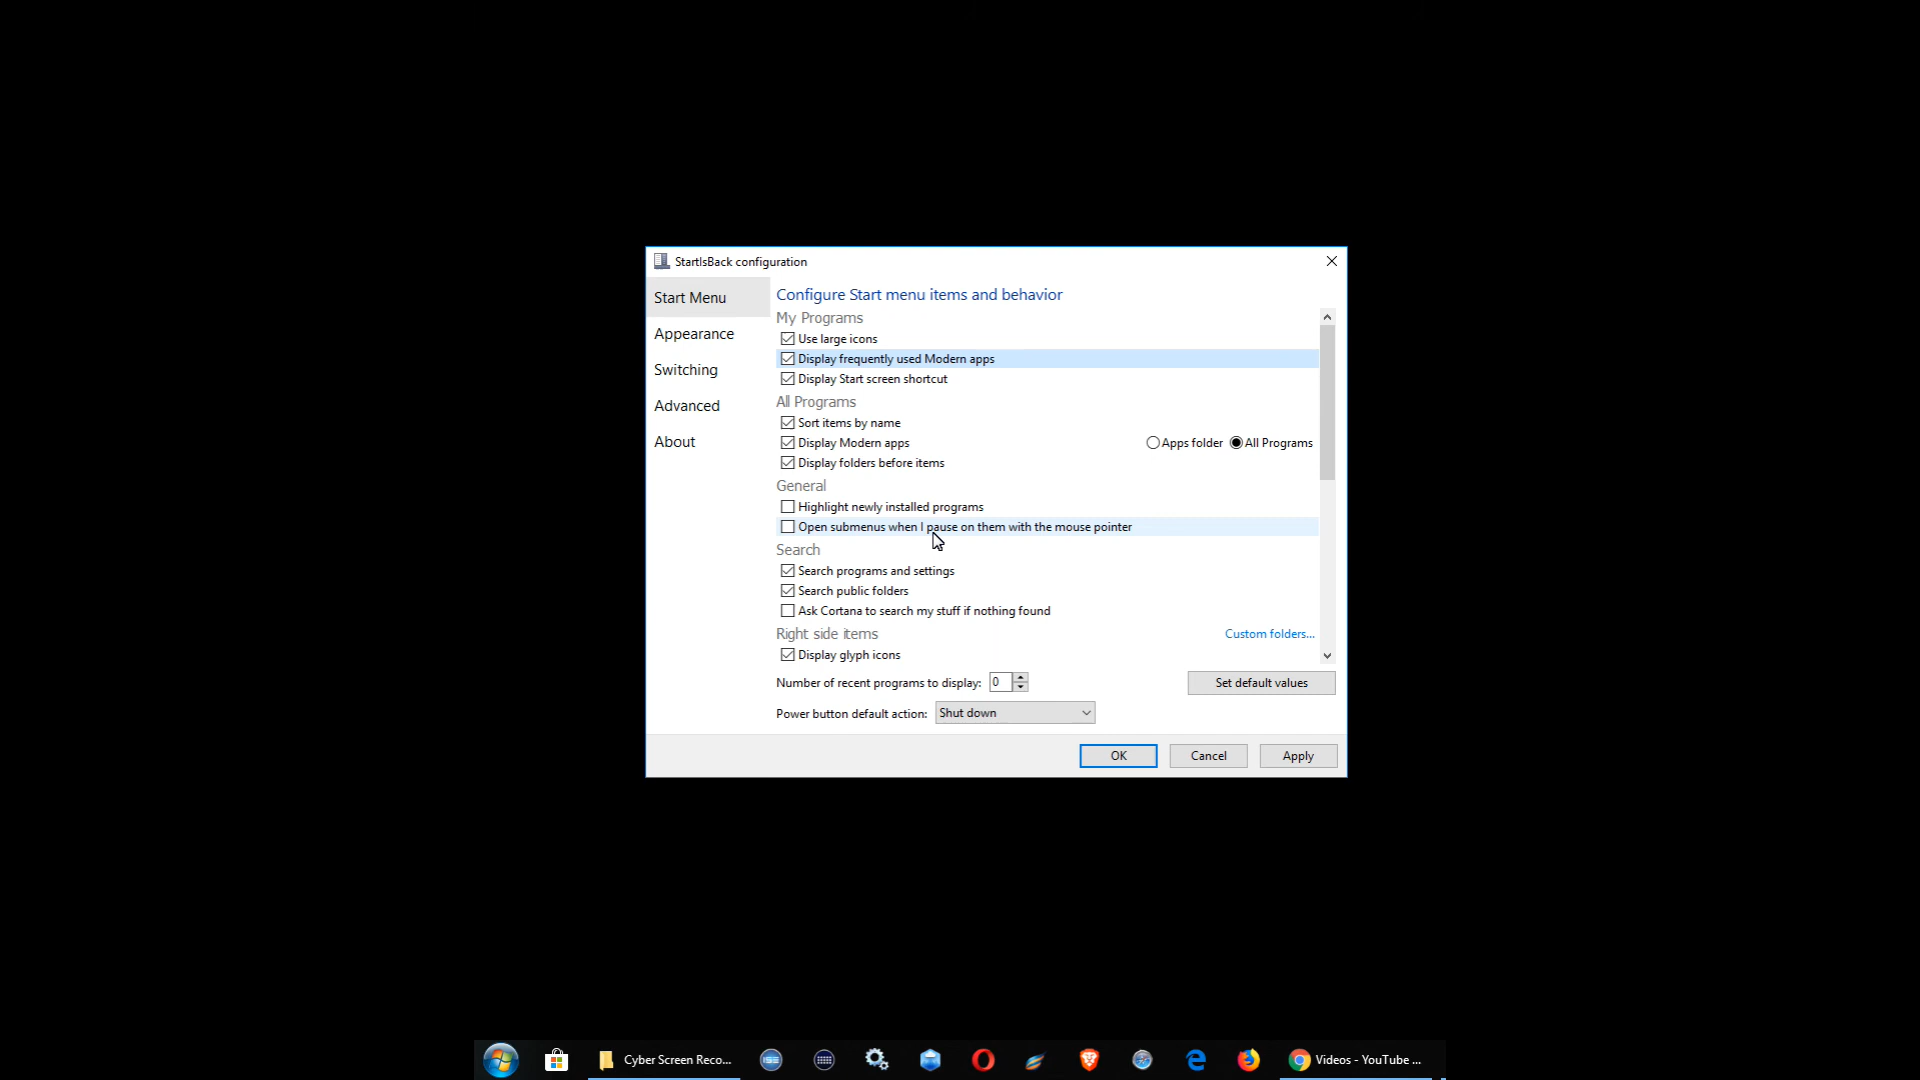 StartIsBack configuration
Start Menu
Appearance
Switching
Advanced
About
Configure Start menu items and behavior
My Programs
Use large icons
Display frequently used Modern apps
Display Start screen shortcut
All Programs
Sort items by name
Display Modern apps
Apps folder All Programs
Display folders before items
General
Highlight newly installed programs
Open submenus when I pause on them with the mouse pointer
Search
Search programs and settings
Search public folders
Ask Cortana to search my stuff if nothing found
Right side items
Custom folders...
Display glyph icons
Number of recent programs to display: 0
Set default values
Power button default action: Shut down
OK Cancel Apply
Cyber Screen Reco...
Videos - YouTube ...